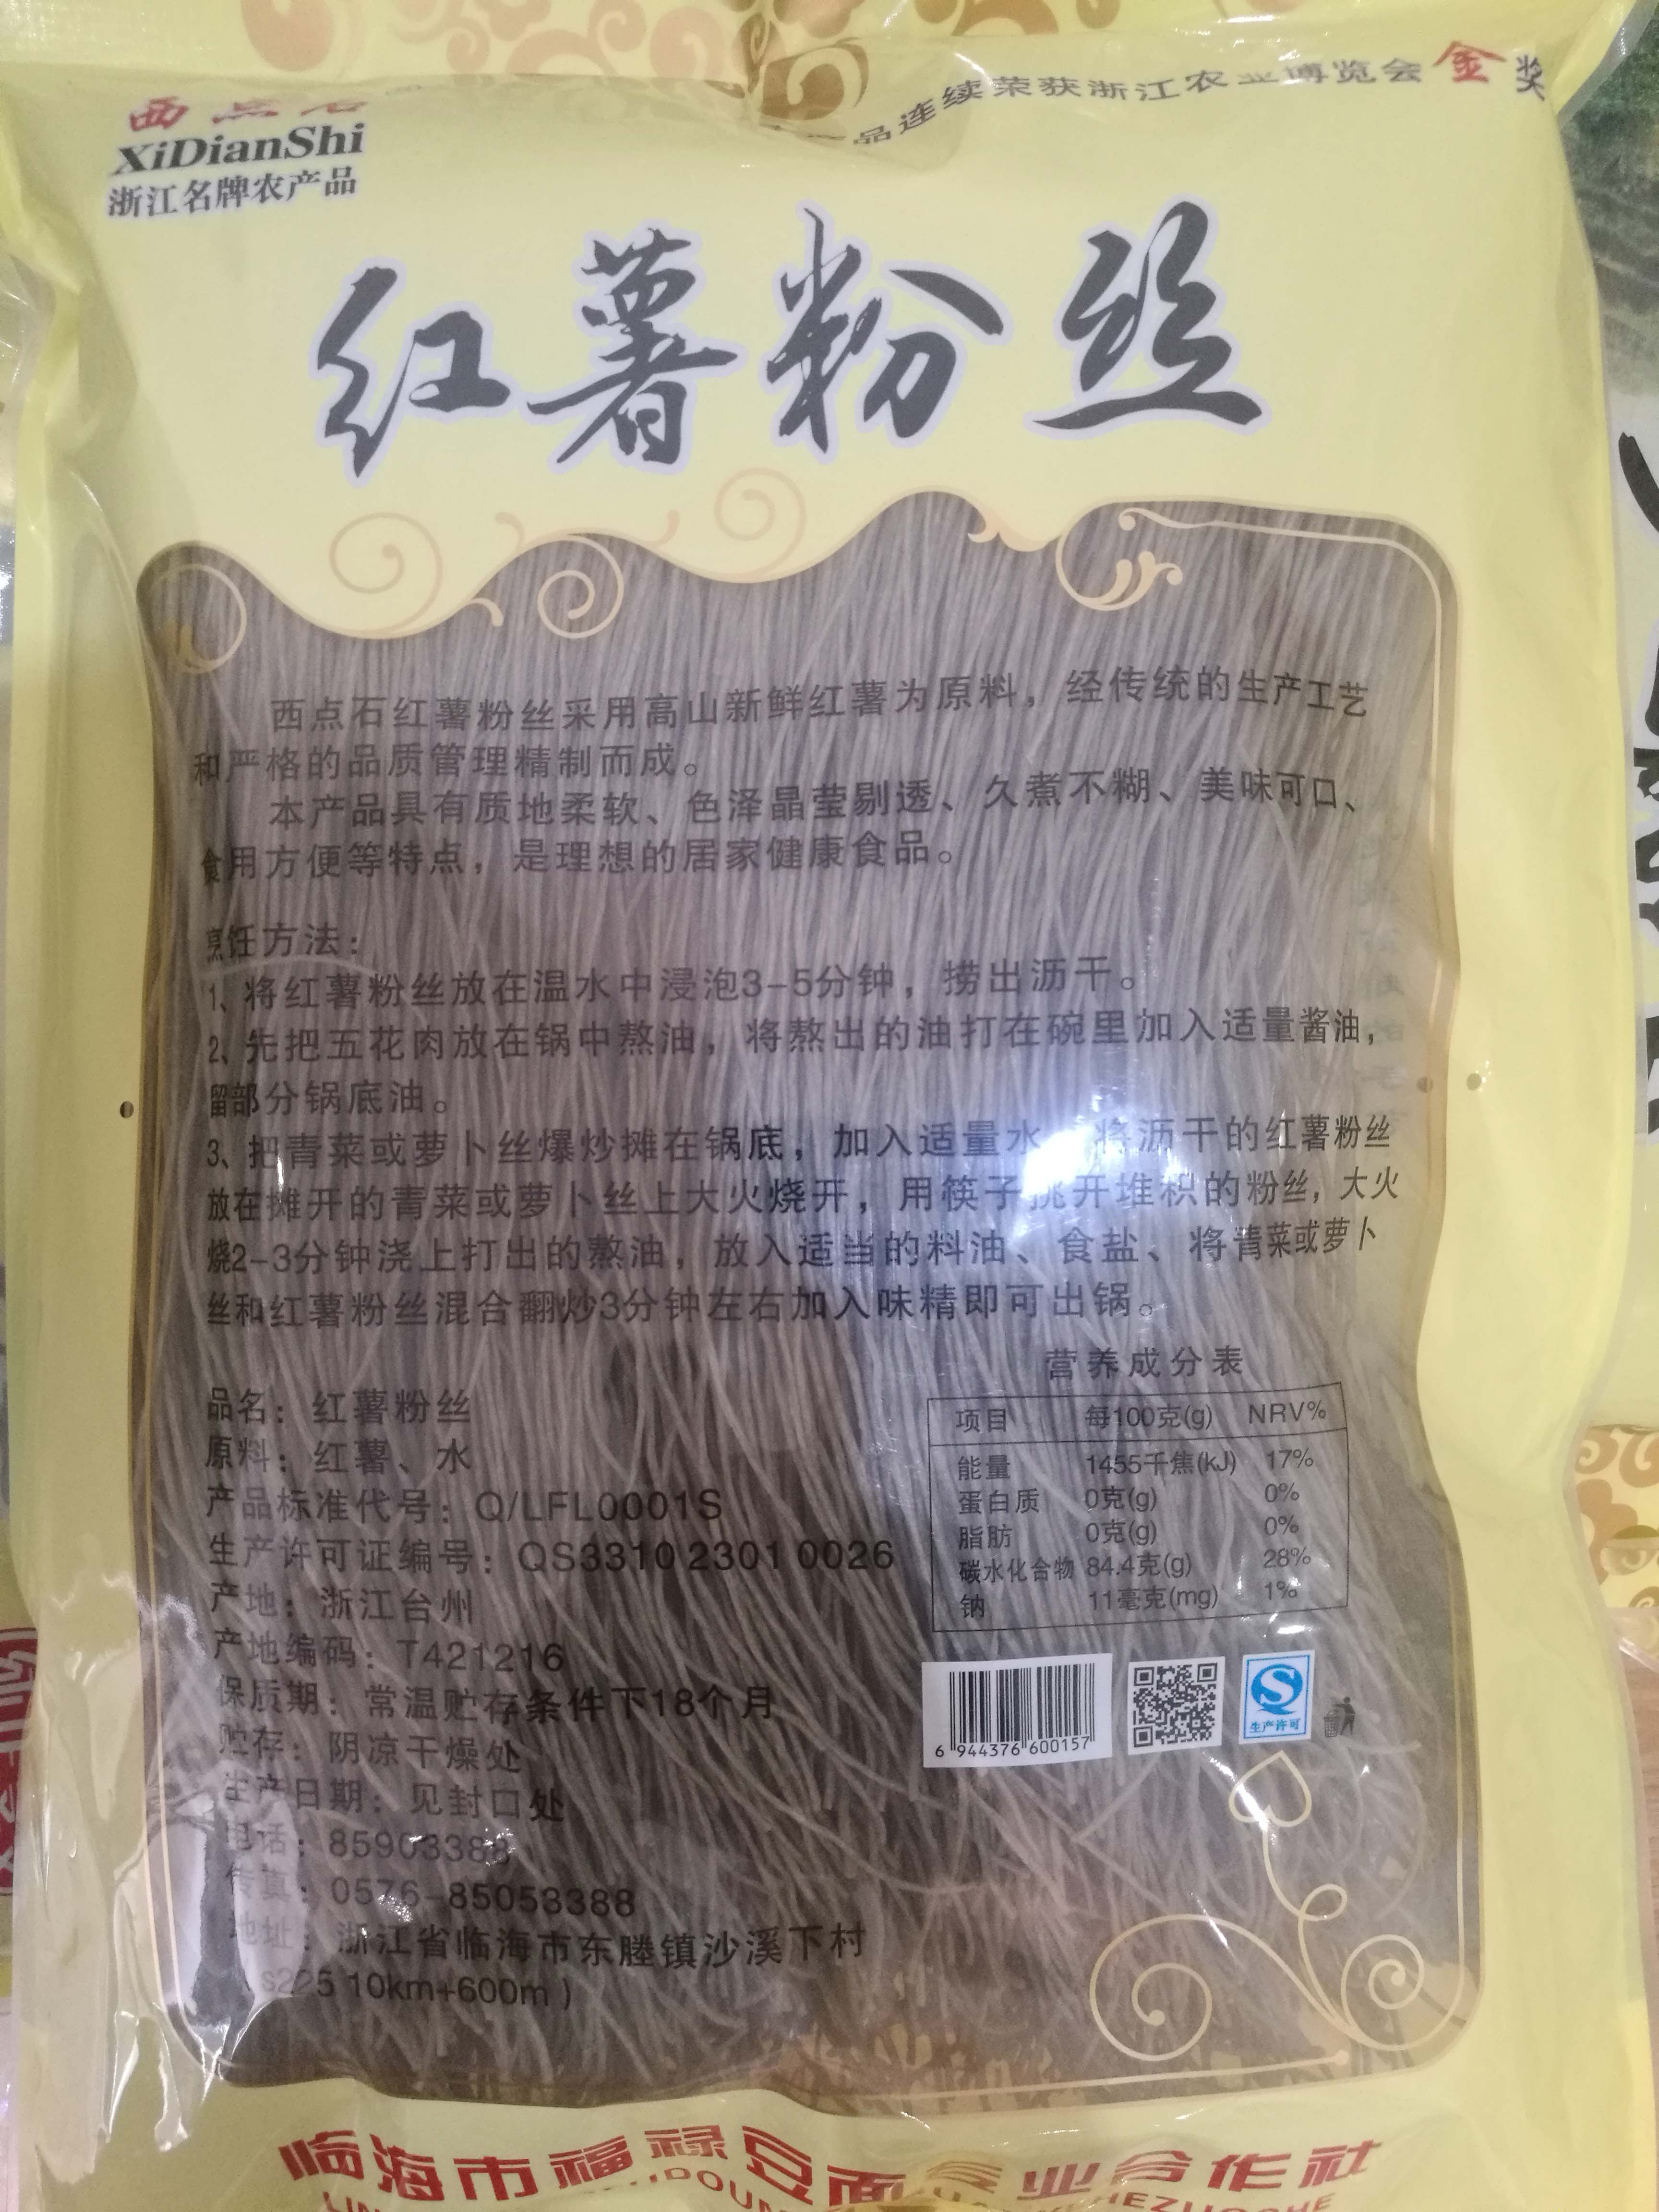 西点石
XiDianShi
浙江名牌农产品
品连续荣获浙江农业博览会金奖
红薯粉丝
西点石红薯粉丝采用高山新鲜红薯为原料，经传统的生产工艺
和严格的品质管理精制而成。
本产品具有质地柔软、色泽晶莹剔透、久煮不糊、美味可口、
食用方便等特点，是理想的居家健康食品。
烹饪方法：
1、将红薯粉丝放在温水中浸泡3-5分钟，捞出沥干。
2、先把五花肉放在锅中熬油，将熬出的油打在碗里加入适量酱油，
留部分锅底油。
3、把青菜或萝卜丝爆炒摊在锅底，加入适量水 将沥干的红薯粉丝
放在摊开的青菜或萝卜丝上大火烧开，用筷子挑开堆积的粉丝，大火
烧2-3分钟浇上打出的熬油，放入适当的料油、食盐、将青菜或萝卜
丝和红薯粉丝混合翻炒3分钟左右加入味精即可出锅。
品名：红薯粉丝
原料：红薯、水
产品标准代号：Q/LFL0001S
生产许可证编号：QS3310 2301 0026
产地：浙江台州
产地编码：T421216
保质期：常温贮存条件下18个月
贮存：阴凉干燥处
生产日期：见封口处
电话：85903388
传真：0576-85053388
地址：浙江省临海市东塍镇沙溪下村
（s225 10km+600m）
营养成分表
项目 每100克(g) NRV%
能量 1455千焦(kJ) 17%
蛋白质 0克(g) 0%
脂肪 0克(g) 0%
碳水化合物 84.4克(g) 28%
钠 11毫克(mg) 1%
6 944376 600157
生产许可
临海市福禄豆面专业合作社